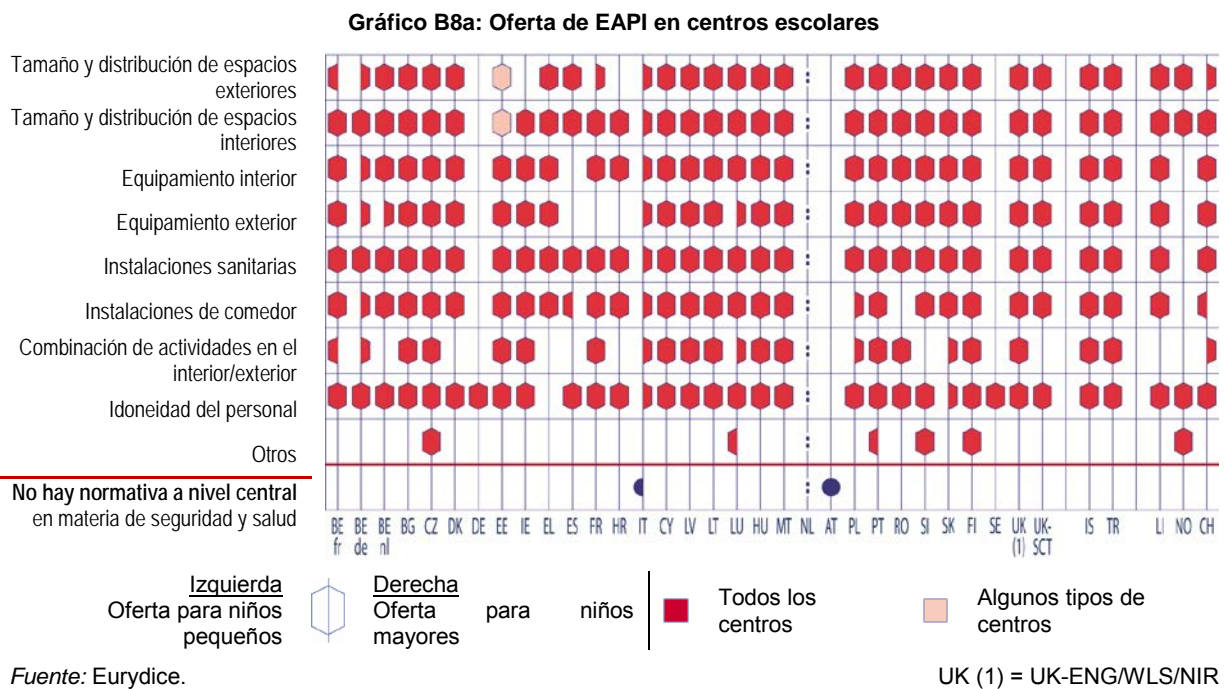 Gráfico B8a: Oferta de EAPI en centros escolares
Tamaño y distribución de espacios
exteriores
Tamaño y distribución de espacios
interiores
Equipamiento interior
Equipamiento exterior
Instalaciones sanitarias
Instalaciones de comedor
Combinación de actividades en el
interior/exterior
Idoneidad del personal
Otros
No hay normativa a nivel central
en materia de seguridad y salud
BE BE BE BG CZ DK DE EE IE EL ES FR HR IT CY LV LT LU HU MT NL AT PL PT RO SI SK FI SE UK UK- IS TR LI NO CH
fr de nl (1) SCT
Izquierda
Oferta para niños
pequeños
Derecha
Oferta para niños
mayores
Todos los
centros
Algunos tipos de
centros
Fuente: Eurydice.
UK (1) = UK-ENG/WLS/NIR